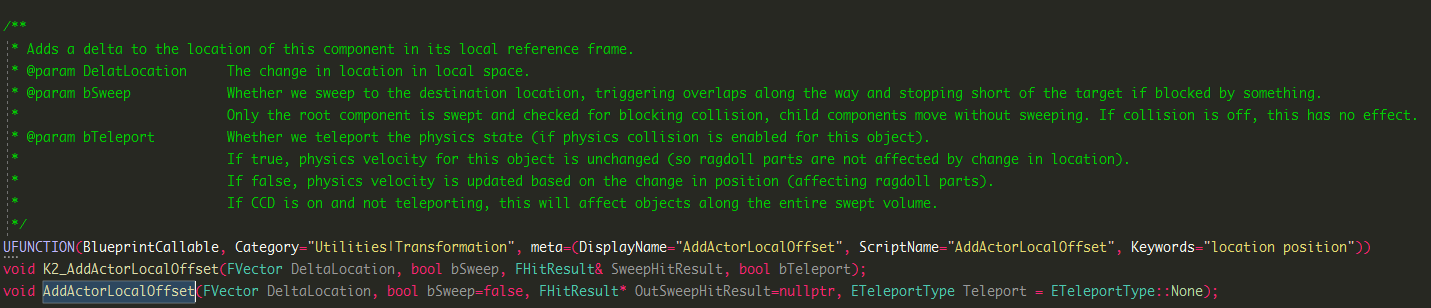 /**
* Adds a delta to the location of this component in its local reference frame.
* @param DelatLocation The change in location in local space.
* @param bSweep Whether we sweep to the destination location, triggering overlaps along the way and stopping short of the target if blocked by something.
* Only the root component is swept and checked for blocking collision, child components move without sweeping. If collision is off, this has no effect.
* @param bTeleport Whether we teleport the physics state (if physics collision is enabled for this object).
* If true, physics velocity for this object is unchanged (so ragdoll parts are not affected by change in location).
* If false, physics velocity is updated based on the change in position (affecting ragdoll parts).
* If CCD is on and not teleporting, this will affect objects along the entire swept volume.
*/
UFUNCTION(BlueprintCallable, Category="Utilities|Transformation", meta=(DisplayName="AddActorLocalOffset", ScriptName="AddActorLocalOffset", Keywords="location position"))
void K2_AddActorLocalOffset(FVector DeltaLocation, bool bSweep, FHitResult& SweepHitResult, bool bTeleport);
void AddActorLocalOffset(FVector DeltaLocation, bool bSweep=false, FHitResult* OutSweepHitResult=nullptr, ETeleportType Teleport = ETeleportType::None);